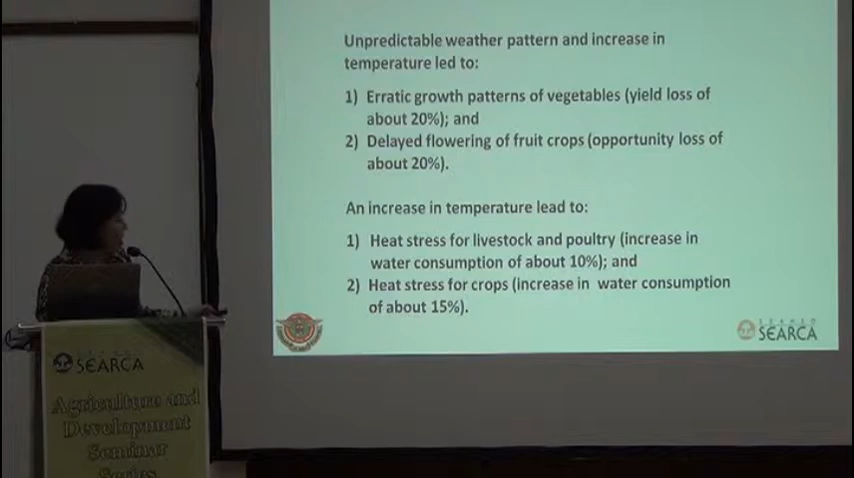 Unpredictable weather pattern and increase in
temperature led to:
1) Erratic growth patterns of vegetables (yield loss of
about 20%); and
2) Delayed flowering of fruit crops (opportunity loss of
about 20%).
An increase in temperature lead to:
1) Heat stress for livestock and poultry (increase in
water consumption of about 10%); and
2) Heat stress for crops (increase in water consumption
of about 15%).
SEARCA
SEARCA
Agriculture and
Development
Seminar
Series